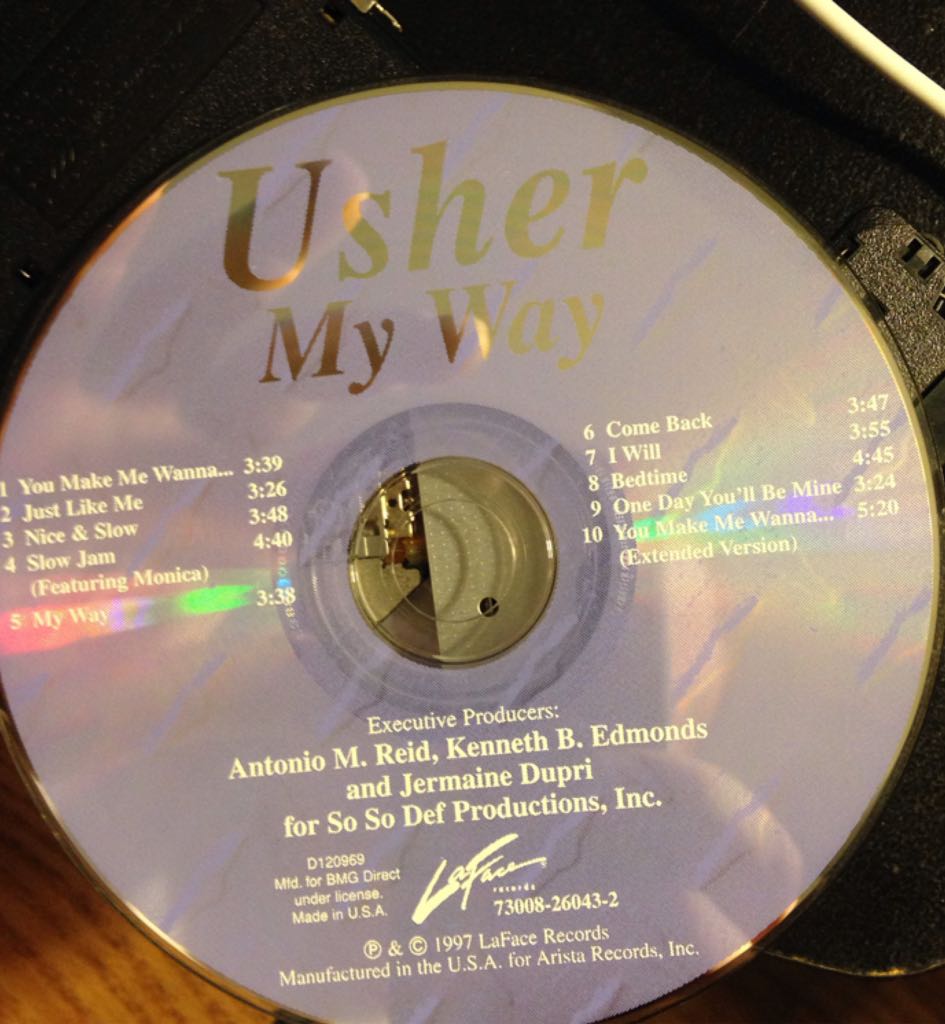 Usher
My Way
1 You Make Me Wanna... 3:39
2 Just Like Me 3:26
3 Nice & Slow 3:48
4 Slow Jam 4:40
(Featuring Monica)
5 My Way 3:38
6 Come Back 3:47
7 I Will 3:55
8 Bedtime 4:45
9 One Day You'll Be Mine 3:24
10 You Make Me Wanna... 5:20
(Extended Version)
Executive Producers:
Antonio M. Reid, Kenneth B. Edmonds
and Jermaine Dupri
for So So Def Productions, Inc.
D120969
Mfd. for BMG Direct
under license.
Made in U.S.A.
LaFace
records
73008-26043-2
℗ & © 1997 LaFace Records
Manufactured in the U.S.A. for Arista Records, Inc.